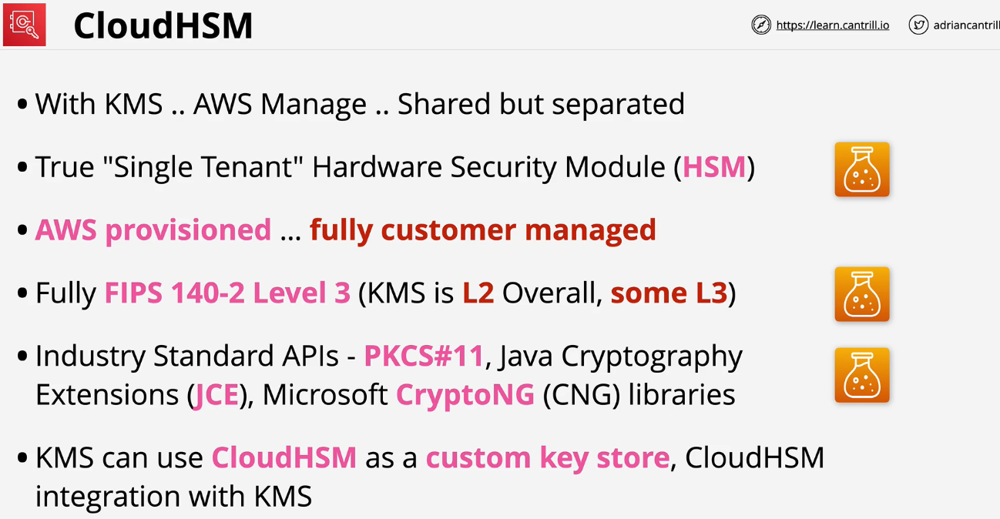 CloudHSM
https://learn.cantrill.io
adriancantrill
• With KMS .. AWS Manage .. Shared but separated
• True "Single Tenant" Hardware Security Module (HSM)
• AWS provisioned ... fully customer managed
• Fully FIPS 140-2 Level 3 (KMS is L2 Overall, some L3)
• Industry Standard APIs - PKCS#11, Java Cryptography
Extensions (JCE), Microsoft CryptoNG (CNG) libraries
• KMS can use CloudHSM as a custom key store, CloudHSM
integration with KMS